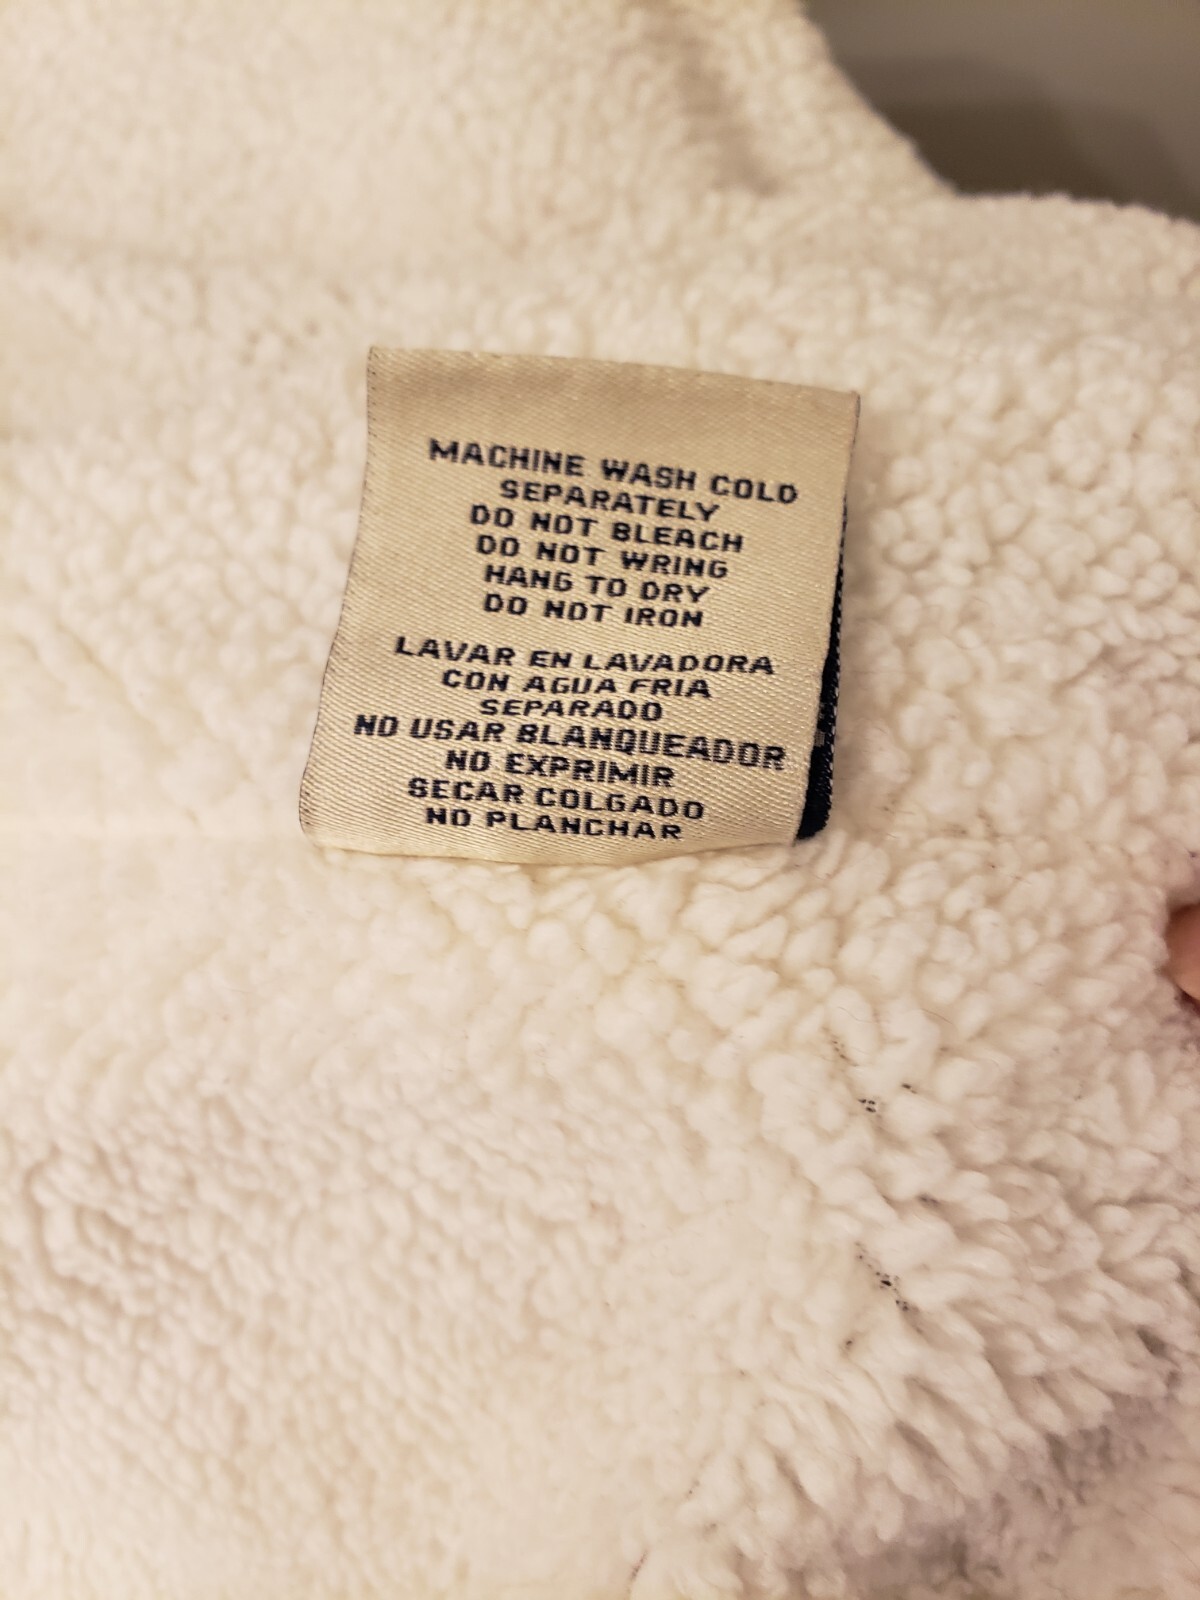 MACHINE WASH COLD
SEPARATELY
DO NOT BLEACH
DO NOT WRING
HANG TO DRY
DO NOT IRON
LAVAR EN LAVADORA
CON AGUA FRIA
SEPARADO
NO USAR BLANQUEADOR
NO EXPRIMIR
SECAR COLGADO
NO PLANCHAR